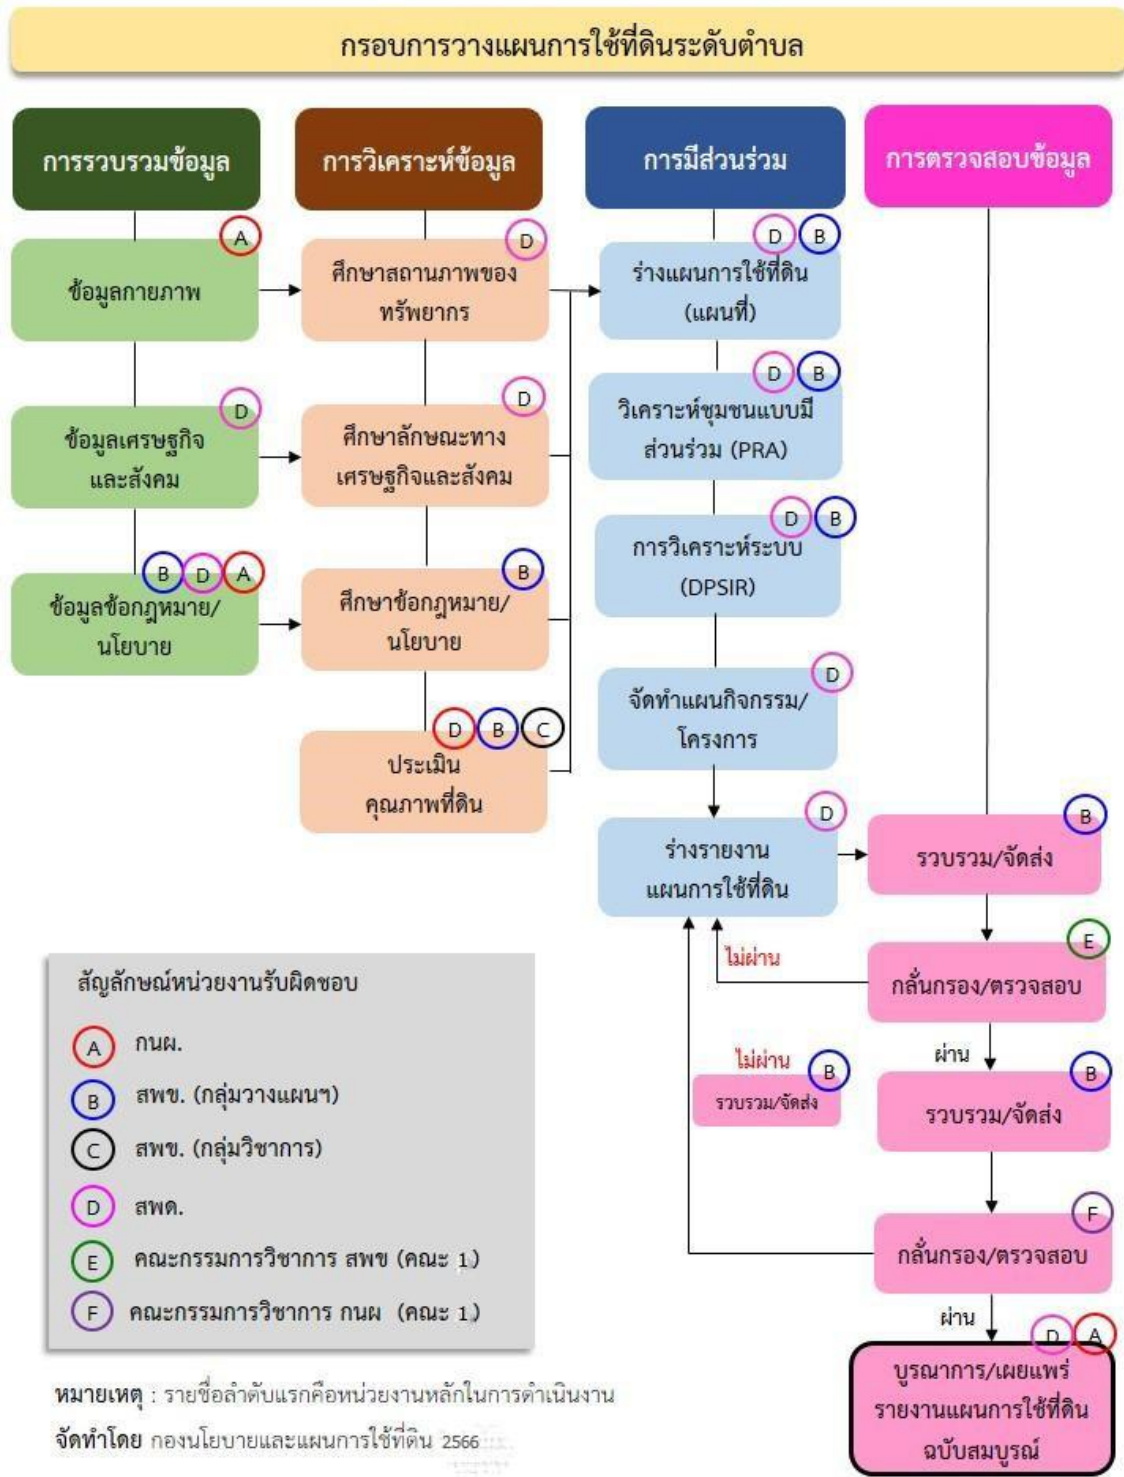 กรอบการวางแผนการใช้ที่ดินระดับตำบล
การรวบรวมข้อมูล
การวิเคราะห์ข้อมูล
การมีส่วนร่วม
การตรวจสอบข้อมูล
A
ข้อมูลกายภาพ
D
ศึกษาสถานภาพของ
ทรัพยากร
D B
ร่างแผนการใช้ที่ดิน
(แผนที่)
D
ข้อมูลเศรษฐกิจ
และสังคม
D
ศึกษาลักษณะทาง
เศรษฐกิจและสังคม
D B
วิเคราะห์ชุมชนแบบมี
ส่วนร่วม (PRA)
B D A
ข้อมูลข้อกฎหมาย/
นโยบาย
B
ศึกษาข้อกฎหมาย/
นโยบาย
D B
การวิเคราะห์ระบบ
(DPSIR)
D B C
ประเมิน
คุณภาพที่ดิน
D
จัดทำแผนกิจกรรม/
โครงการ
D
ร่างรายงาน
แผนการใช้ที่ดิน
B
รวบรวม/จัดส่ง
E
กลั่นกรอง/ตรวจสอบ
ไม่ผ่าน
ผ่าน
ไม่ผ่าน
B
รวบรวม/จัดส่ง
B
รวบรวม/จัดส่ง
F
กลั่นกรอง/ตรวจสอบ
ผ่าน
D A
บูรณาการ/เผยแพร่
รายงานแผนการใช้ที่ดิน
ฉบับสมบูรณ์
สัญลักษณ์หน่วยงานรับผิดชอบ
A กนผ.
B สพข. (กลุ่มวางแผนฯ)
C สพข. (กลุ่มวิชาการ)
D สพด.
E คณะกรรมการวิชาการ สพข (คณะ 1)
F คณะกรรมการวิชาการ กนผ (คณะ 1)
หมายเหตุ : รายชื่อลำดับแรกคือหน่วยงานหลักในการดำเนินงาน
จัดทำโดย กองนโยบายและแผนการใช้ที่ดิน 2566